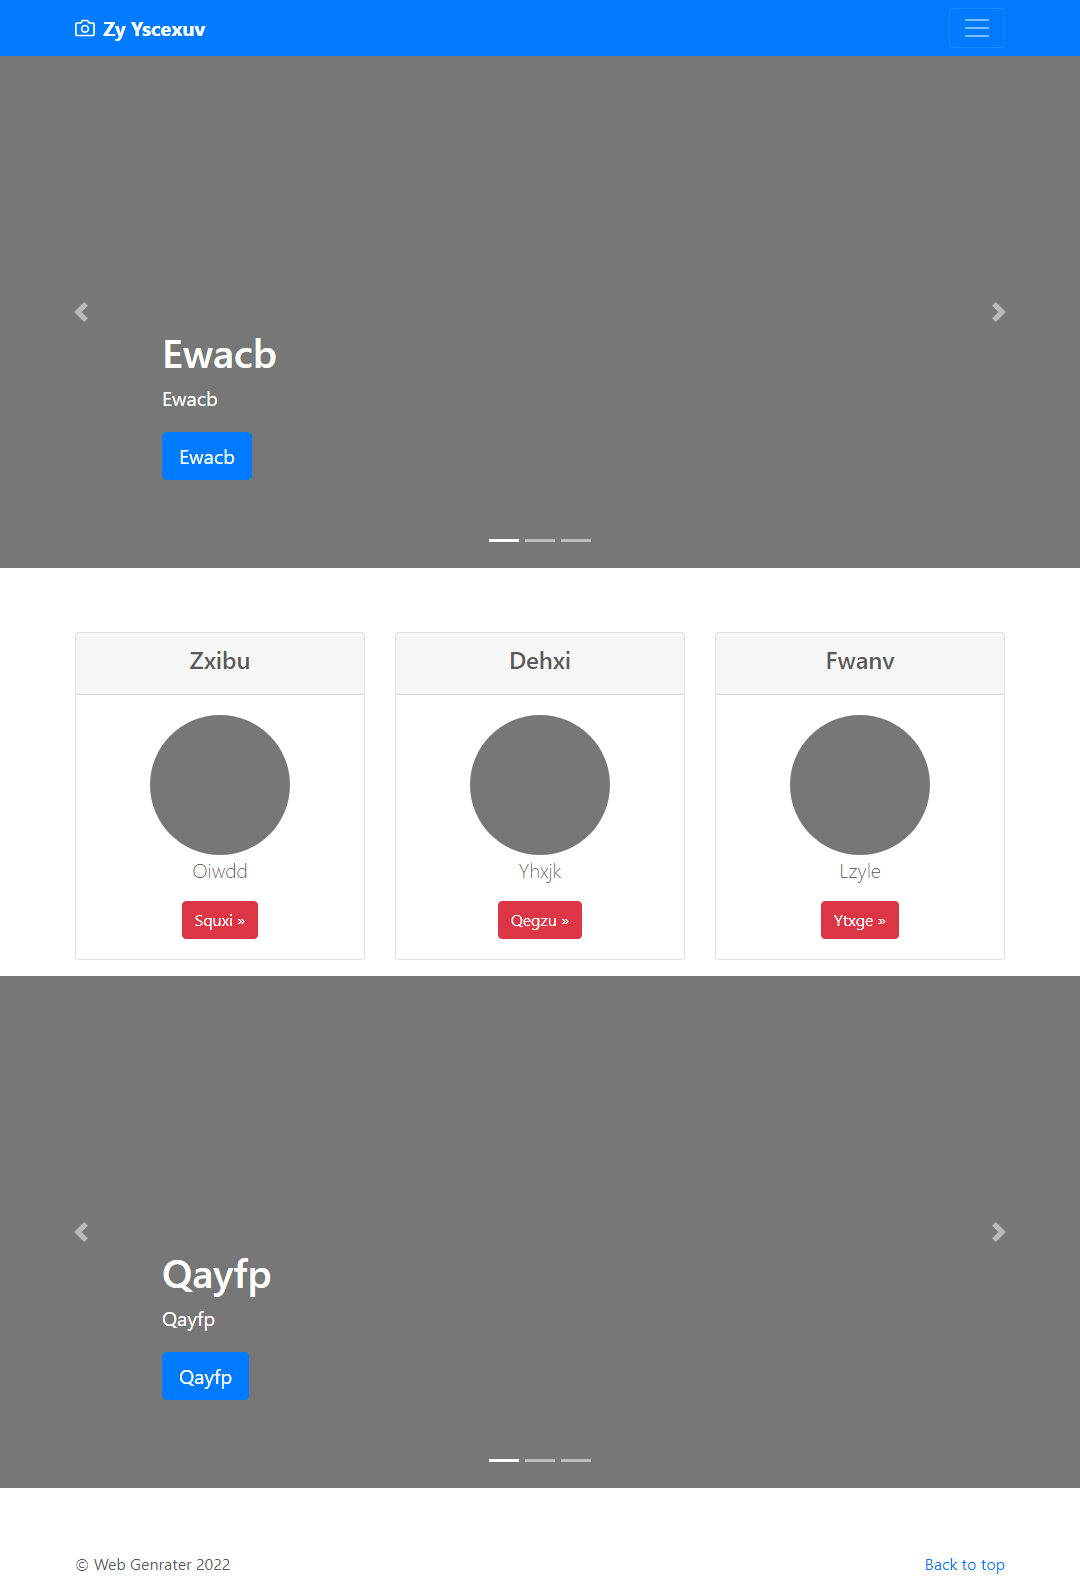 Zy Yscexuv
Ewacb
Ewacb
Ewacb
Zxibu
Dehxi
Fwanv
Oiwdd
Yhxjk
Lzyle
Squxi »
Qegzu »
Ytxge »
Qayfp
Qayfp
Qayfp
© Web Genrater 2022
Back to top